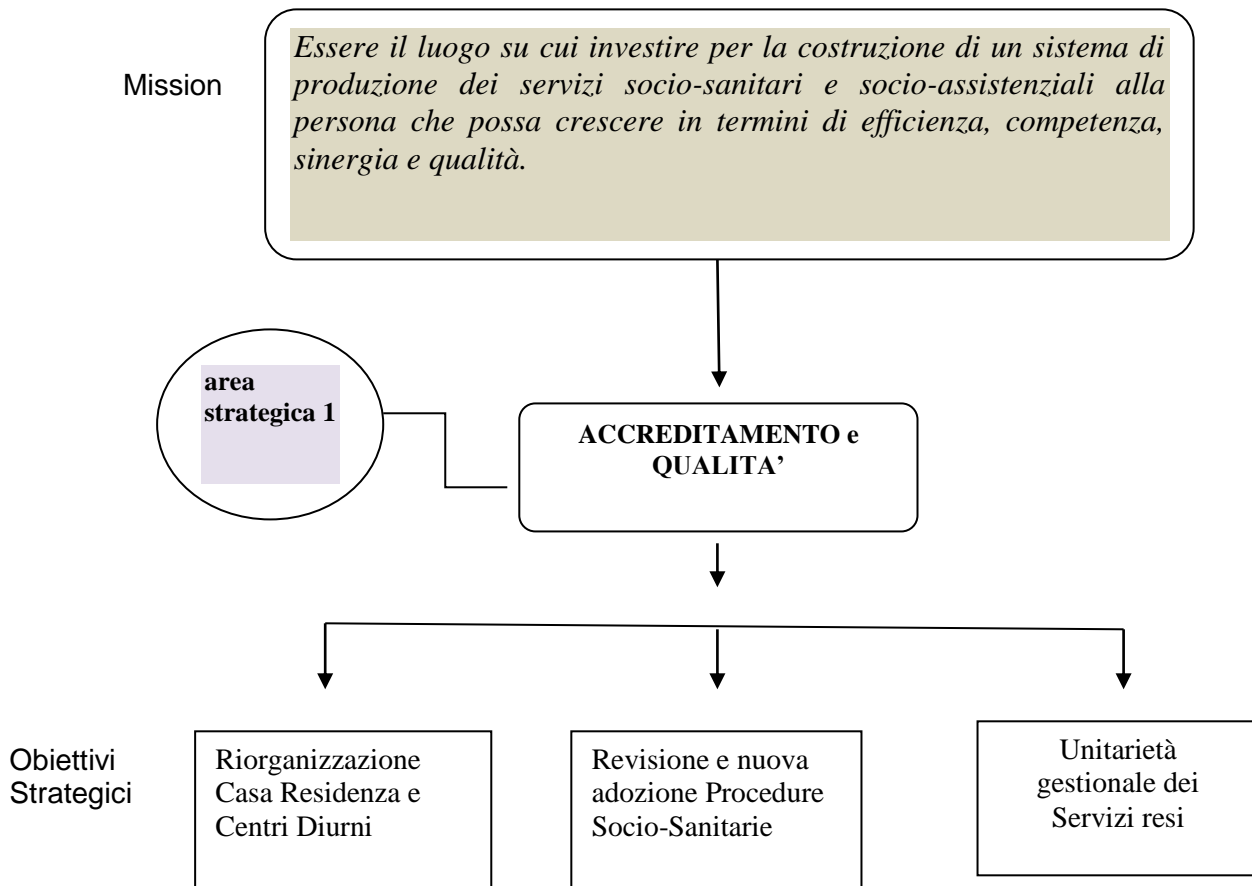 Mission
Essere il luogo su cui investire per la costruzione di un sistema di
produzione dei servizi socio-sanitari e socio-assistenziali alla
persona che possa crescere in termini di efficienza, competenza,
sinergia e qualità.
area
strategica 1
ACCREDITAMENTO e
QUALITA’
Obiettivi
Strategici
Riorganizzazione
Casa Residenza e
Centri Diurni
Revisione e nuova
adozione Procedure
Socio-Sanitarie
Unitarietà
gestionale dei
Servizi resi